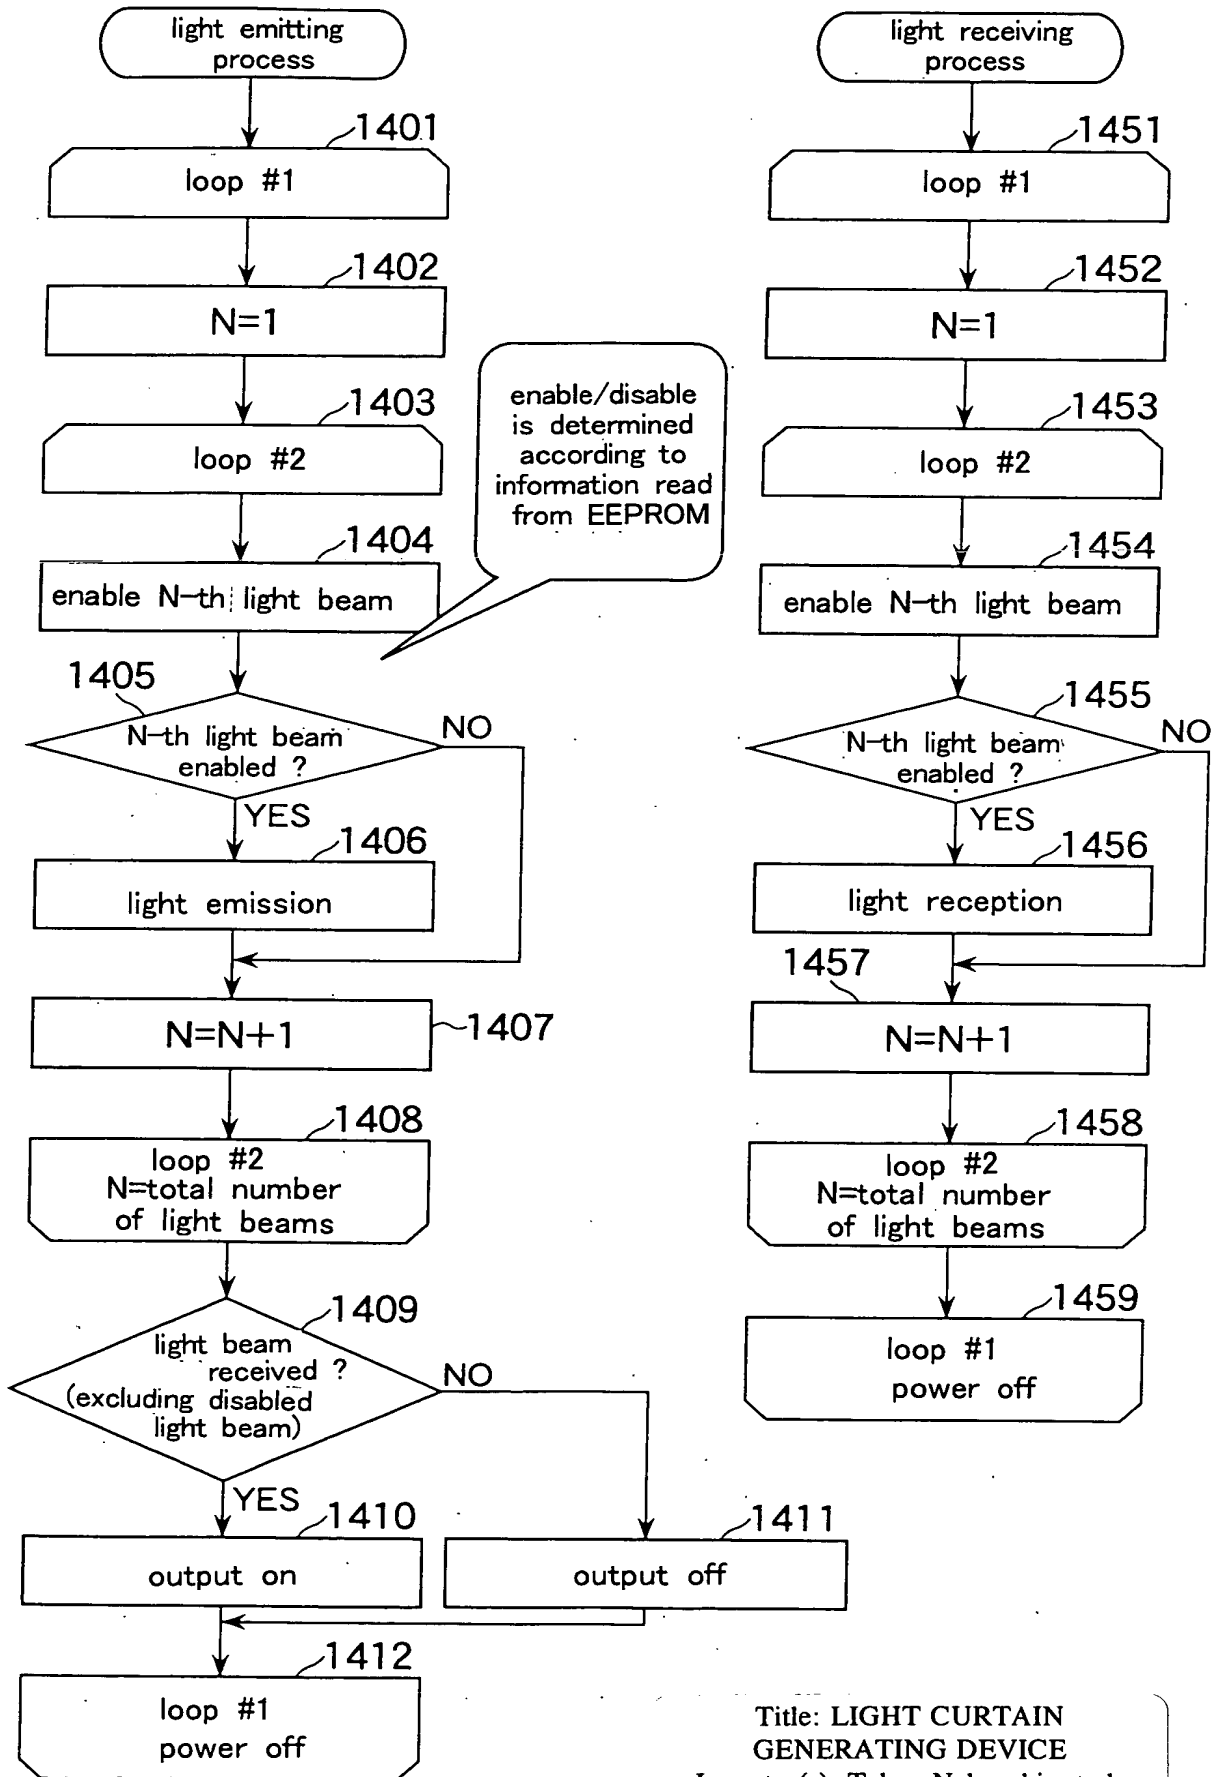 light emitting
process
1401
loop #1
1402
N=1
1403
loop #2
1404
enable N-th light beam
enable/disable
is determined
according to
information read
from EEPROM
1405
N-th light beam
enabled ?
NO
YES
1406
light emission
1407
N=N+1
1408
loop #2
N=total number
of light beams
1409
light beam
received ?
(excluding disabled
light beam)
NO
YES
1410
output on
1411
output off
1412
loop #1
power off
light receiving
process
1451
loop #1
1452
N=1
1453
loop #2
1454
enable N-th light beam
1455
N-th light beam
enabled ?
NO
YES
1456
light reception
1457
N=N+1
1458
loop #2
N=total number
of light beams
1459
loop #1
power off
Title: LIGHT CURTAIN
GENERATING DEVICE